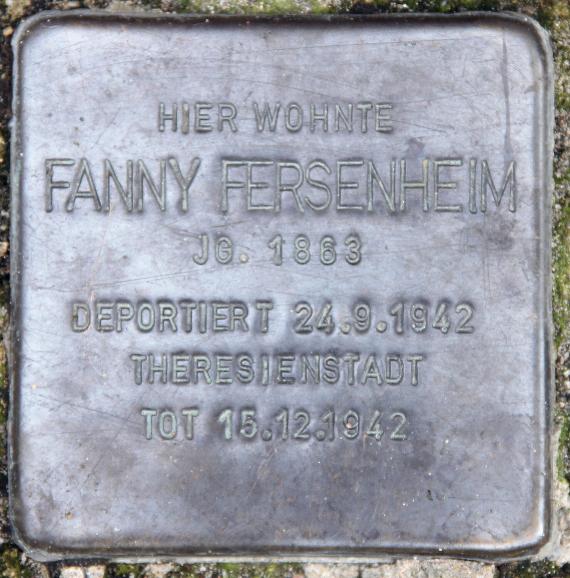 HIER WOHNTE
FANNY FERSENHEIM
JG. 1863
DEPORTIERT 24.9.1942
THERESIENSTADT
TOT 15.12.1942